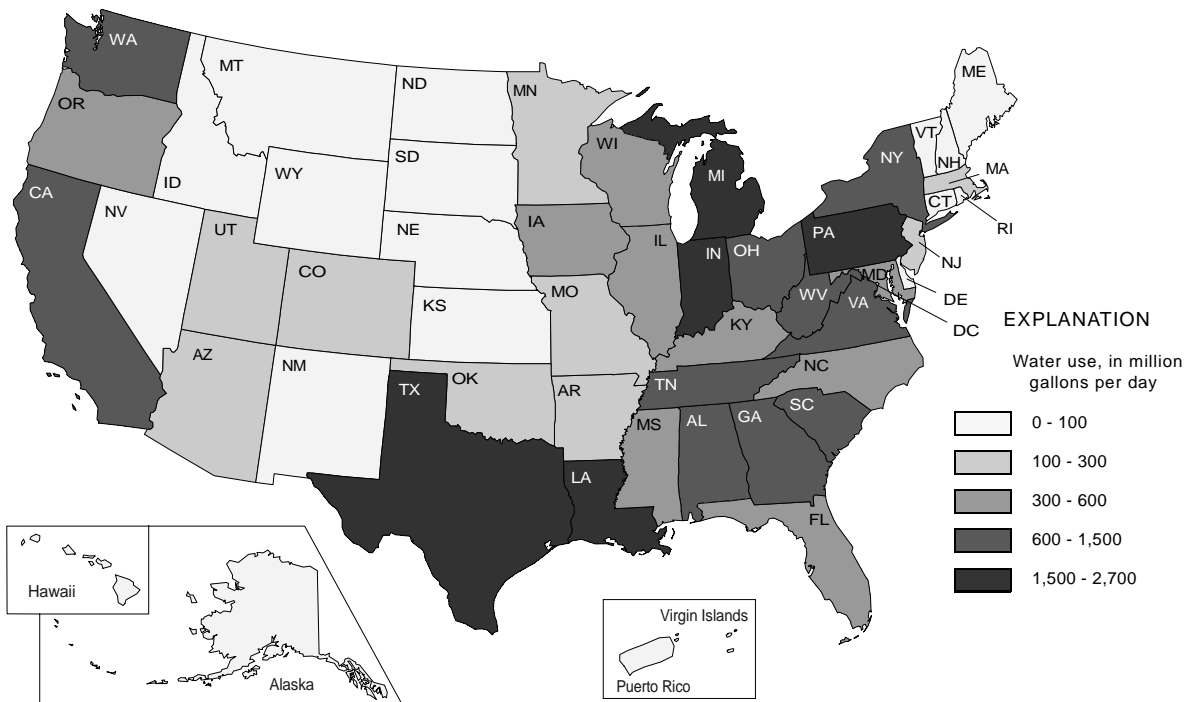 WA
MT
ND
MN
ME
OR
VT
WI
NY
ID
SD
NH
MA
WY
MI
CA
CT
NV
NE
IA
RI
UT
PA
IL
IN
OH
NJ
CO
MD
MO
WV
DE
KS
VA
DC
KY
AZ
NM
OK
NC
TX
TN
AR
SC
MS
AL
GA
LA
FL
EXPLANATION
Water use, in million
gallons per day
0 - 100
100 - 300
300 - 600
600 - 1,500
1,500 - 2,700
Hawaii
Alaska
Virgin Islands
Puerto Rico